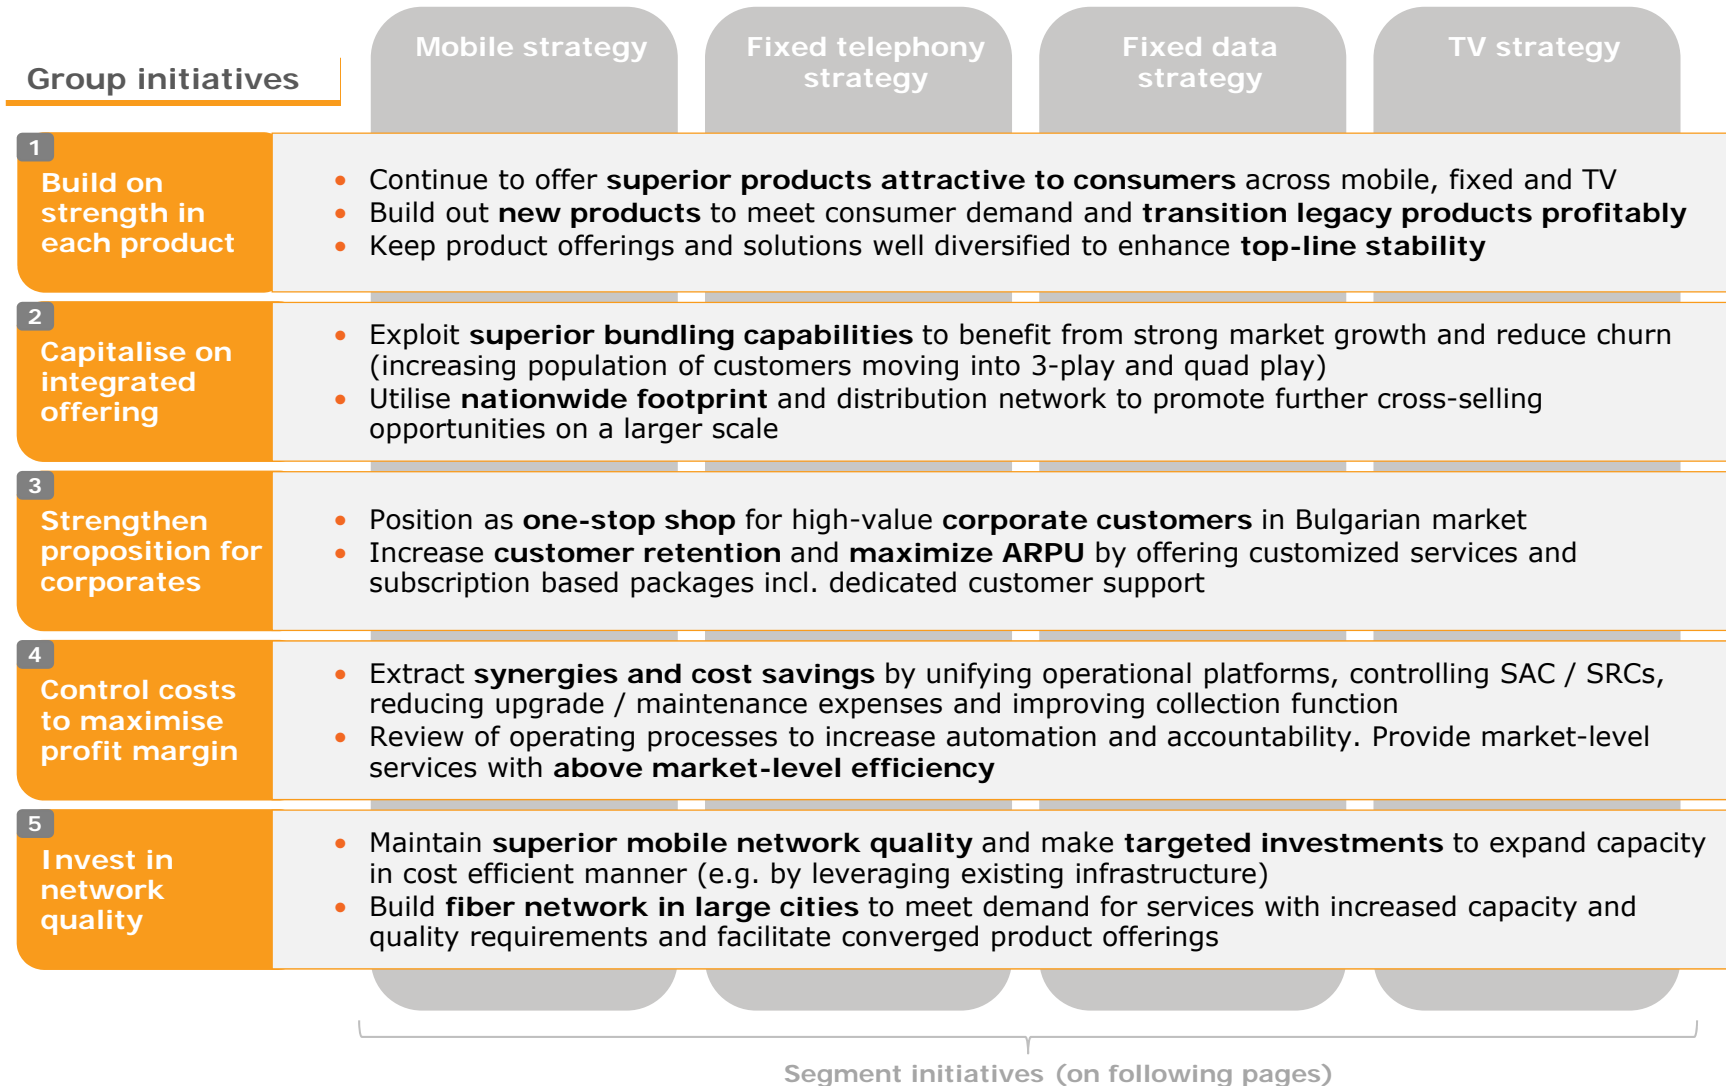 Mobile strategy
Fixed telephony
strategy
Fixed data
strategy
TV strategy
Group initiatives
1
Build on
strength in
each product
• Continue to offer superior products attractive to consumers across mobile, fixed and TV
• Build out new products to meet consumer demand and transition legacy products profitably
• Keep product offerings and solutions well diversified to enhance top-line stability
2
Capitalise on
integrated
offering
• Exploit superior bundling capabilities to benefit from strong market growth and reduce churn
(increasing population of customers moving into 3-play and quad play)
• Utilise nationwide footprint and distribution network to promote further cross-selling
opportunities on a larger scale
3
Strengthen
proposition for
corporates
• Position as one-stop shop for high-value corporate customers in Bulgarian market
• Increase customer retention and maximize ARPU by offering customized services and
subscription based packages incl. dedicated customer support
4
Control costs
to maximise
profit margin
• Extract synergies and cost savings by unifying operational platforms, controlling SAC / SRCs,
reducing upgrade / maintenance expenses and improving collection function
• Review of operating processes to increase automation and accountability. Provide market-level
services with above market-level efficiency
5
Invest in
network
quality
• Maintain superior mobile network quality and make targeted investments to expand capacity
in cost efficient manner (e.g. by leveraging existing infrastructure)
• Build fiber network in large cities to meet demand for services with increased capacity and
quality requirements and facilitate converged product offerings
Segment initiatives (on following pages)